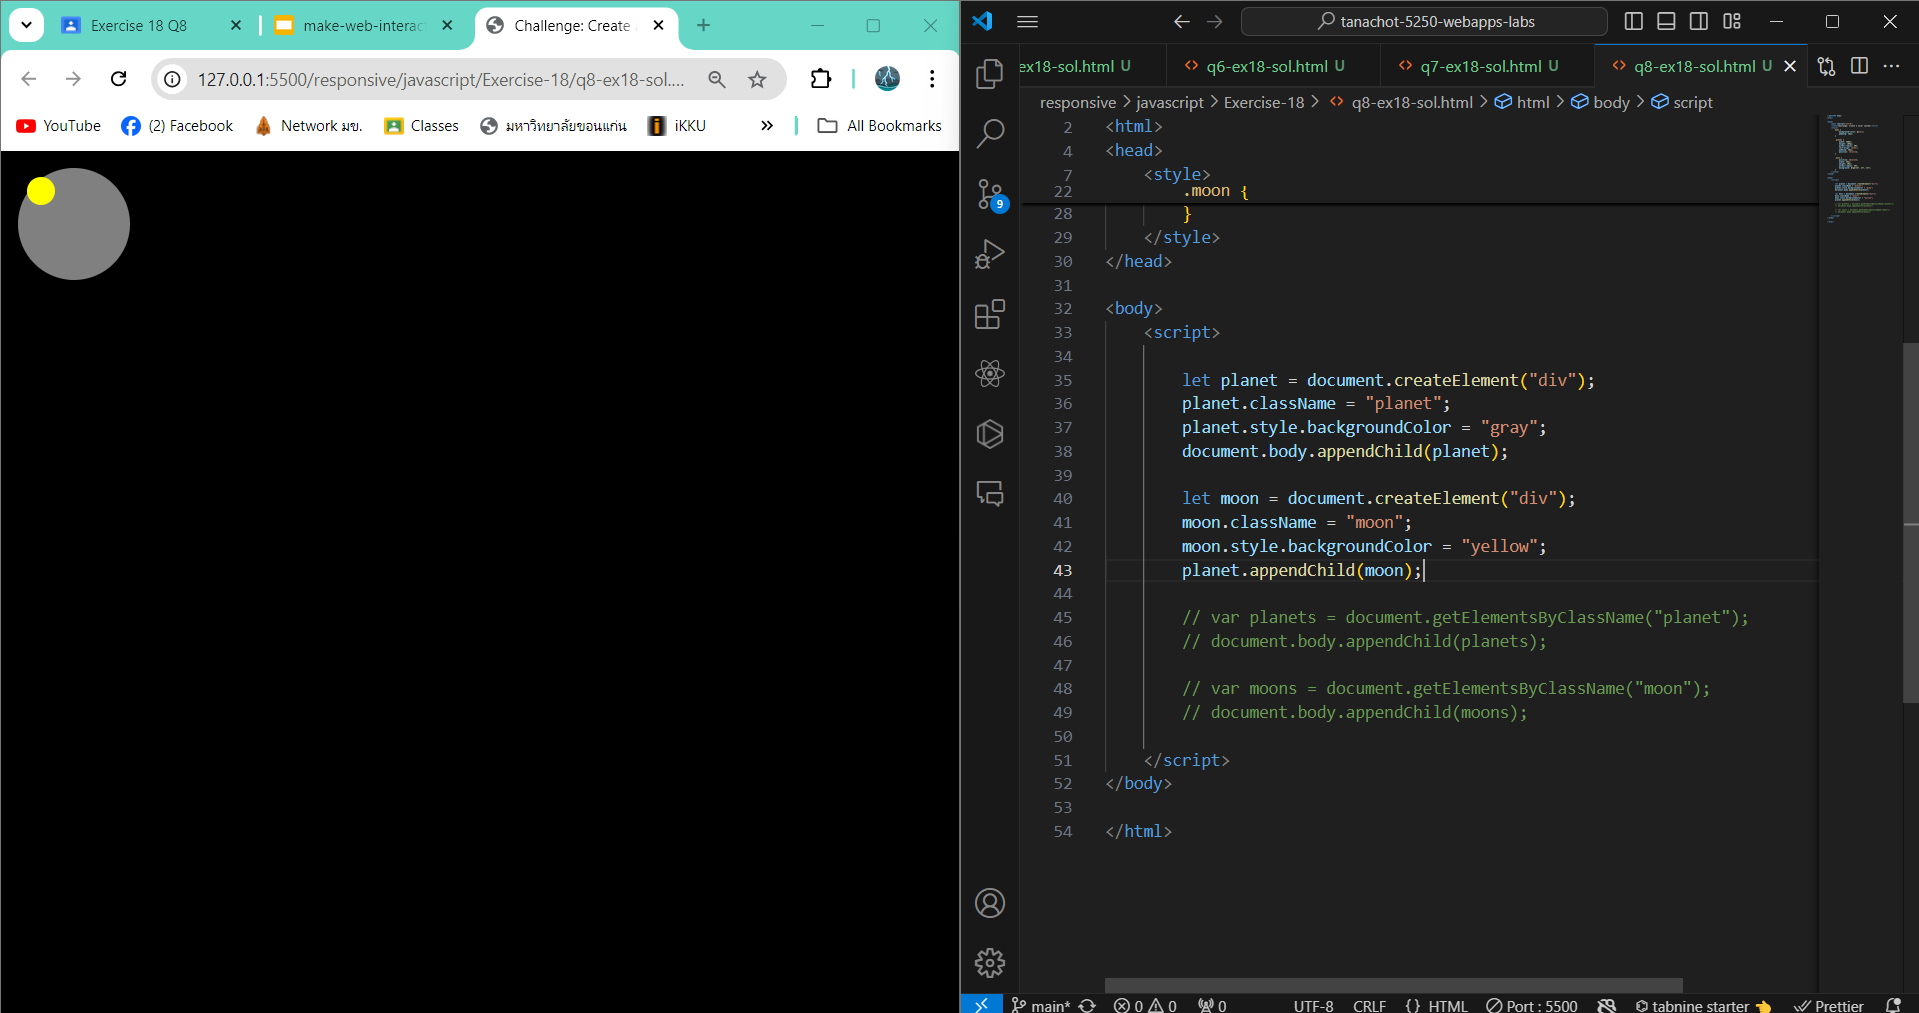 Exercise 18 Q8
make-web-interac
Challenge: Create
127.0.0.1:5500/responsive/javascript/Exercise-18/q8-ex18-sol....
YouTube
(2) Facebook
Network มข.
Classes
มหาวิทยาลัยขอนแก่น
iKKU
All Bookmarks
tanachot-5250-webapps-labs
ex18-sol.html U
q6-ex18-sol.html U
q7-ex18-sol.html U
q8-ex18-sol.html U
responsive > javascript > Exercise-18 > q8-ex18-sol.html > html > body > script
9
2 <html>
4 <head>
7 <style>
22 .moon {
28 }
29 </style>
30 </head>
31
32 <body>
33 <script>
34
35 let planet = document.createElement("div");
36 planet.className = "planet";
37 planet.style.backgroundColor = "gray";
38 document.body.appendChild(planet);
39
40 let moon = document.createElement("div");
41 moon.className = "moon";
42 moon.style.backgroundColor = "yellow";
43 planet.appendChild(moon);
44
45 // var planets = document.getElementsByClassName("planet");
46 // document.body.appendChild(planets);
47
48 // var moons = document.getElementsByClassName("moon");
49 // document.body.appendChild(moons);
50
51 </script>
52 </body>
53
54 </html>
main* 0 0 0 UTF-8 CRLF {} HTML Port : 5500 tabnine starter Prettier